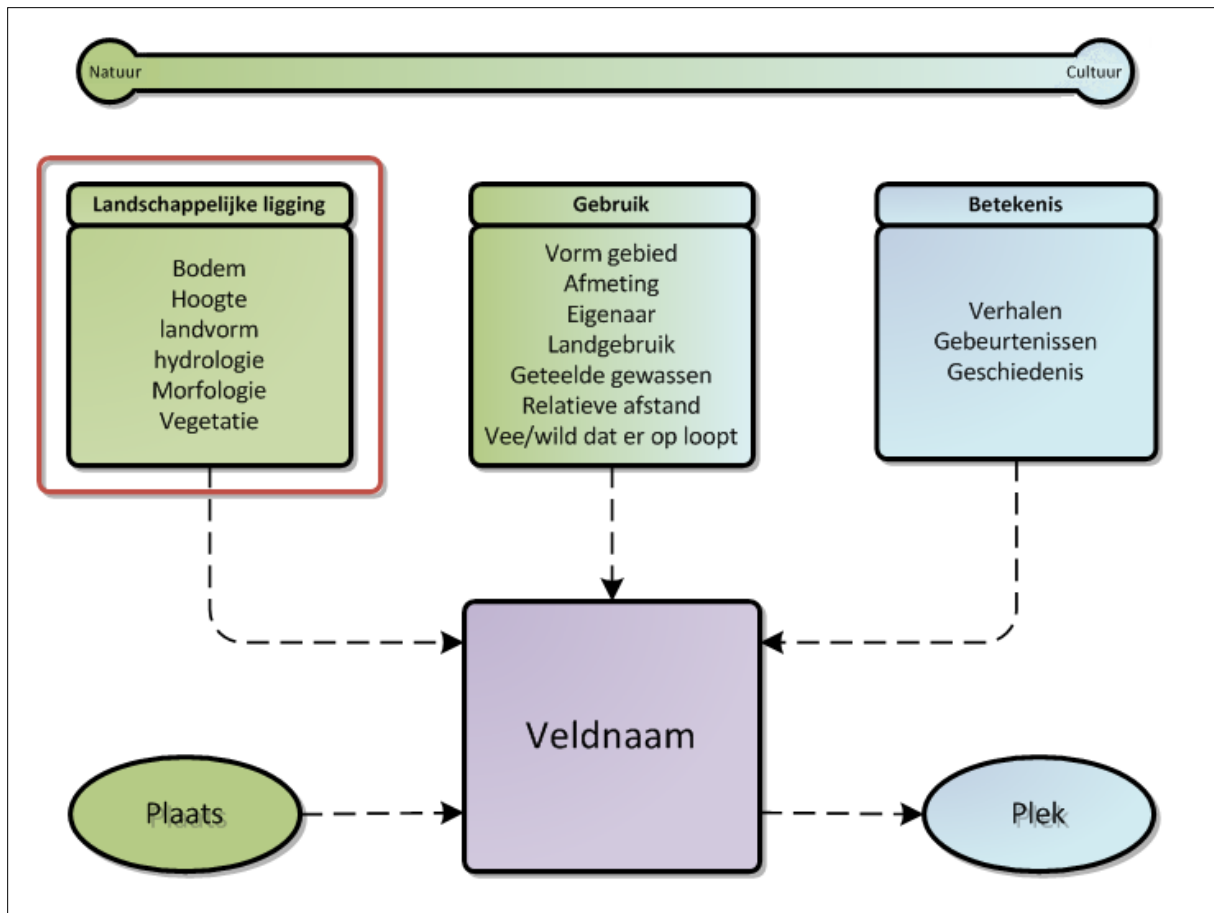 Natuur
Cultuur
Landschappelijke ligging
Bodem
Hoogte
landvorm
hydrologie
Morfologie
Vegetatie
Gebruik
Vorm gebied
Afmeting
Eigenaar
Landgebruik
Geteelde gewassen
Relatieve afstand
Vee/wild dat er op loopt
Betekenis
Verhalen
Gebeurtenissen
Geschiedenis
Veldnaam
Plaats
Plek